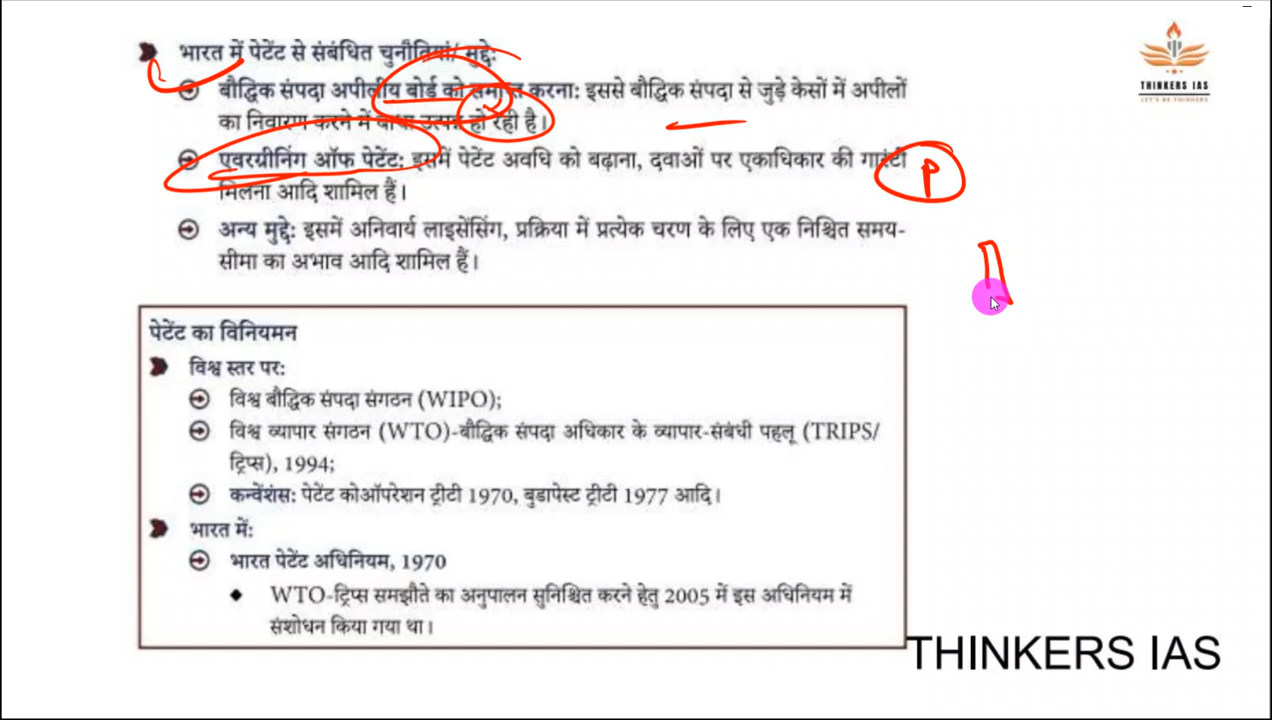 भारत में पेटेंट से संबंधित चुनौतियां/ मुद्दे:
बौद्धिक संपदा अपीलीय बोर्ड को समाप्त करना: इससे बौद्धिक संपदा से जुड़े केसों में अपीलों
का निवारण करने में बाधा उत्पन्न हो रही है।
एवरग्रीनिंग ऑफ पेटेंट: इसमें पेटेंट अवधि को बढ़ाना, दवाओं पर एकाधिकार की गारंटी
मिलना आदि शामिल हैं।
P
अन्य मुद्दे: इसमें अनिवार्य लाइसेंसिंग, प्रक्रिया में प्रत्येक चरण के लिए एक निश्चित समय-
सीमा का अभाव आदि शामिल हैं।
THINKERS IAS
LET'S BE THINKERS
पेटेंट का विनियमन
विश्व स्तर पर:
विश्व बौद्धिक संपदा संगठन (WIPO);
विश्व व्यापार संगठन (WTO)-बौद्धिक संपदा अधिकार के व्यापार-संबंधी पहलू (TRIPS/
ट्रिप्स), 1994;
कन्वेंशंस: पेटेंट कोऑपरेशन ट्रीटी 1970, बुडापेस्ट ट्रीटी 1977 आदि।
भारत में:
भारत पेटेंट अधिनियम, 1970
WTO-ट्रिप्स समझौते का अनुपालन सुनिश्चित करने हेतु 2005 में इस अधिनियम में
संशोधन किया गया था।
THINKERS IAS